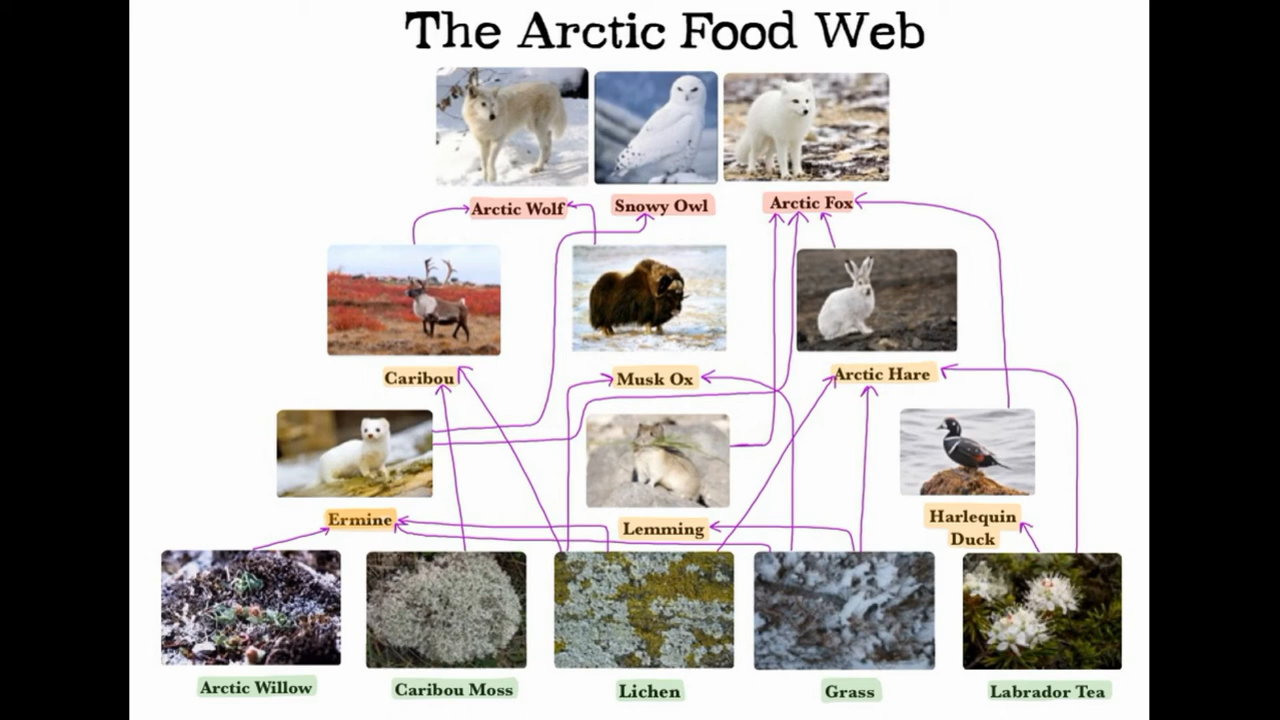 The Arctic Food Web
Arctic Wolf
Snowy Owl
Arctic Fox
Caribou
Musk Ox
Arctic Hare
Ermine
Lemming
Harlequin
Duck
Arctic Willow
Caribou Moss
Lichen
Grass
Labrador Tea